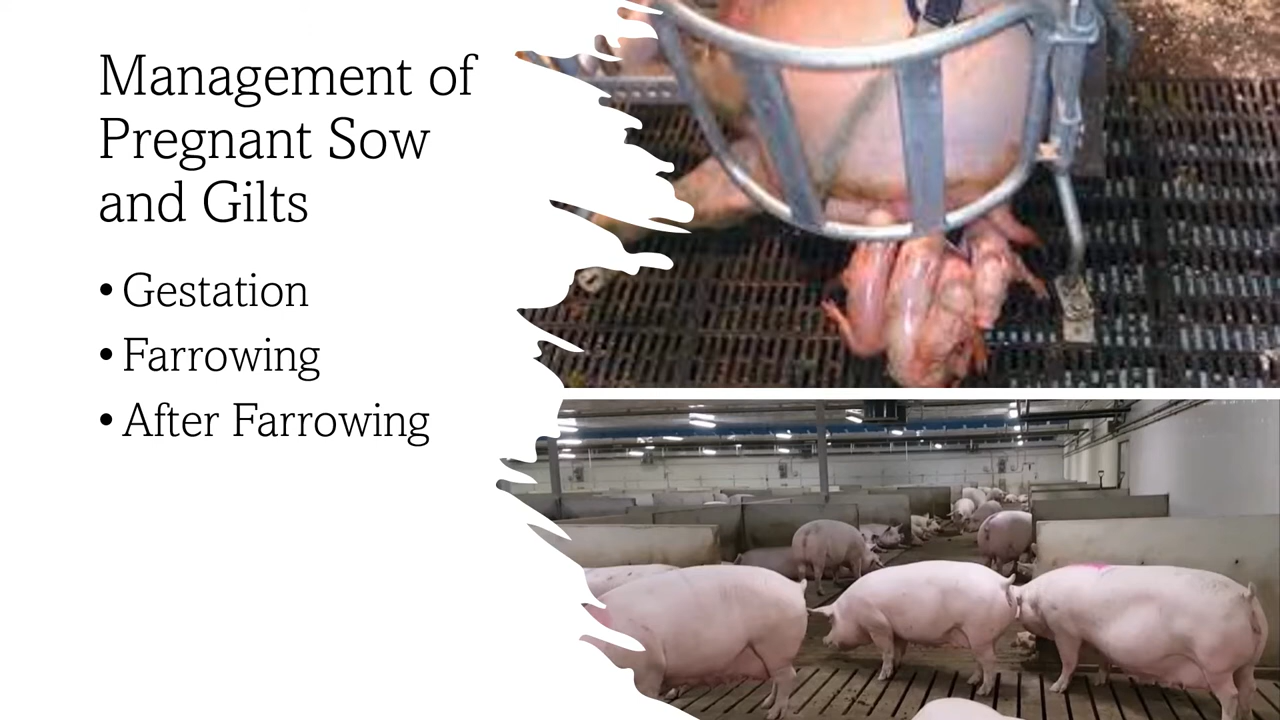 Management of
Pregnant Sow
and Gilts
• Gestation
• Farrowing
• After Farrowing